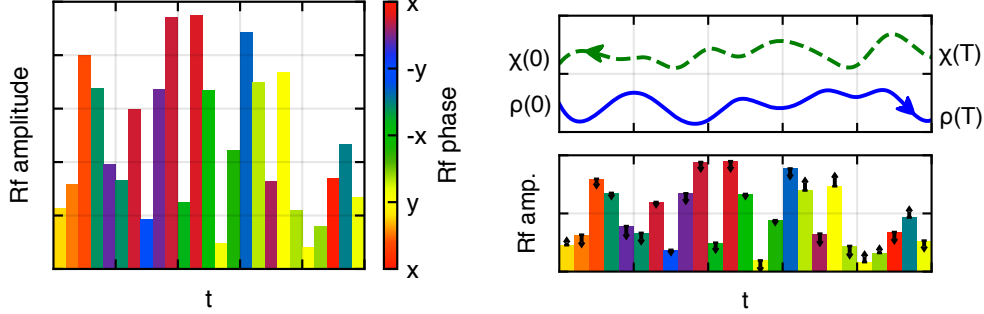 Rf amplitude
t
x
-y
-x
y
x
Rf phase
χ(0)
χ(T)
ρ(0)
ρ(T)
Rf amp.
t